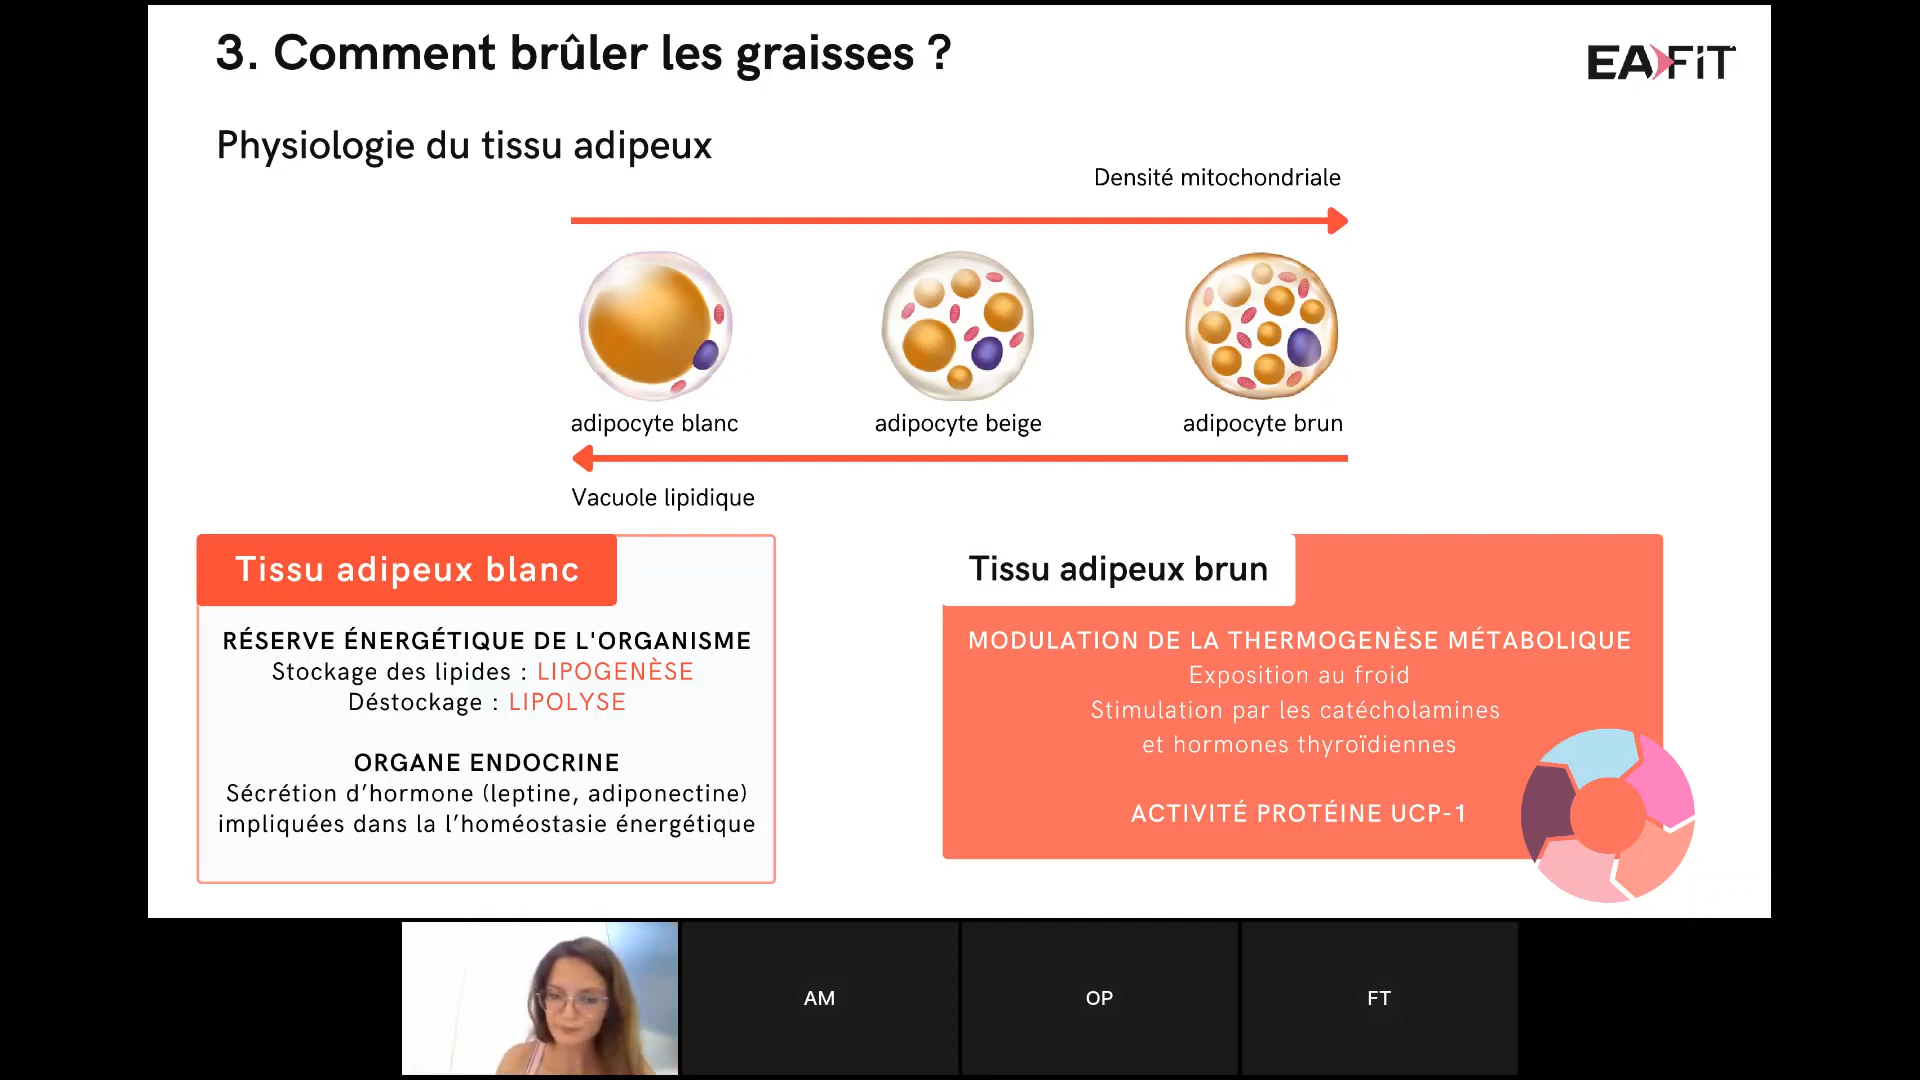 3. Comment brûler les graisses ?
EAFIT
Physiologie du tissu adipeux
Densité mitochondriale
adipocyte blanc
adipocyte beige
adipocyte brun
Vacuole lipidique
Tissu adipeux blanc
RÉSERVE ÉNERGÉTIQUE DE L'ORGANISME
Stockage des lipides : LIPOGENÈSE
Déstockage : LIPOLYSE
ORGANE ENDOCRINE
Sécrétion d’hormone (leptine, adiponectine)
impliquées dans la l’homéostasie énergétique
Tissu adipeux brun
MODULATION DE LA THERMOGENÈSE MÉTABOLIQUE
Exposition au froid
Stimulation par les catécholamines
et hormones thyroïdiennes
ACTIVITÉ PROTÉINE UCP-1
AM
OP
FT